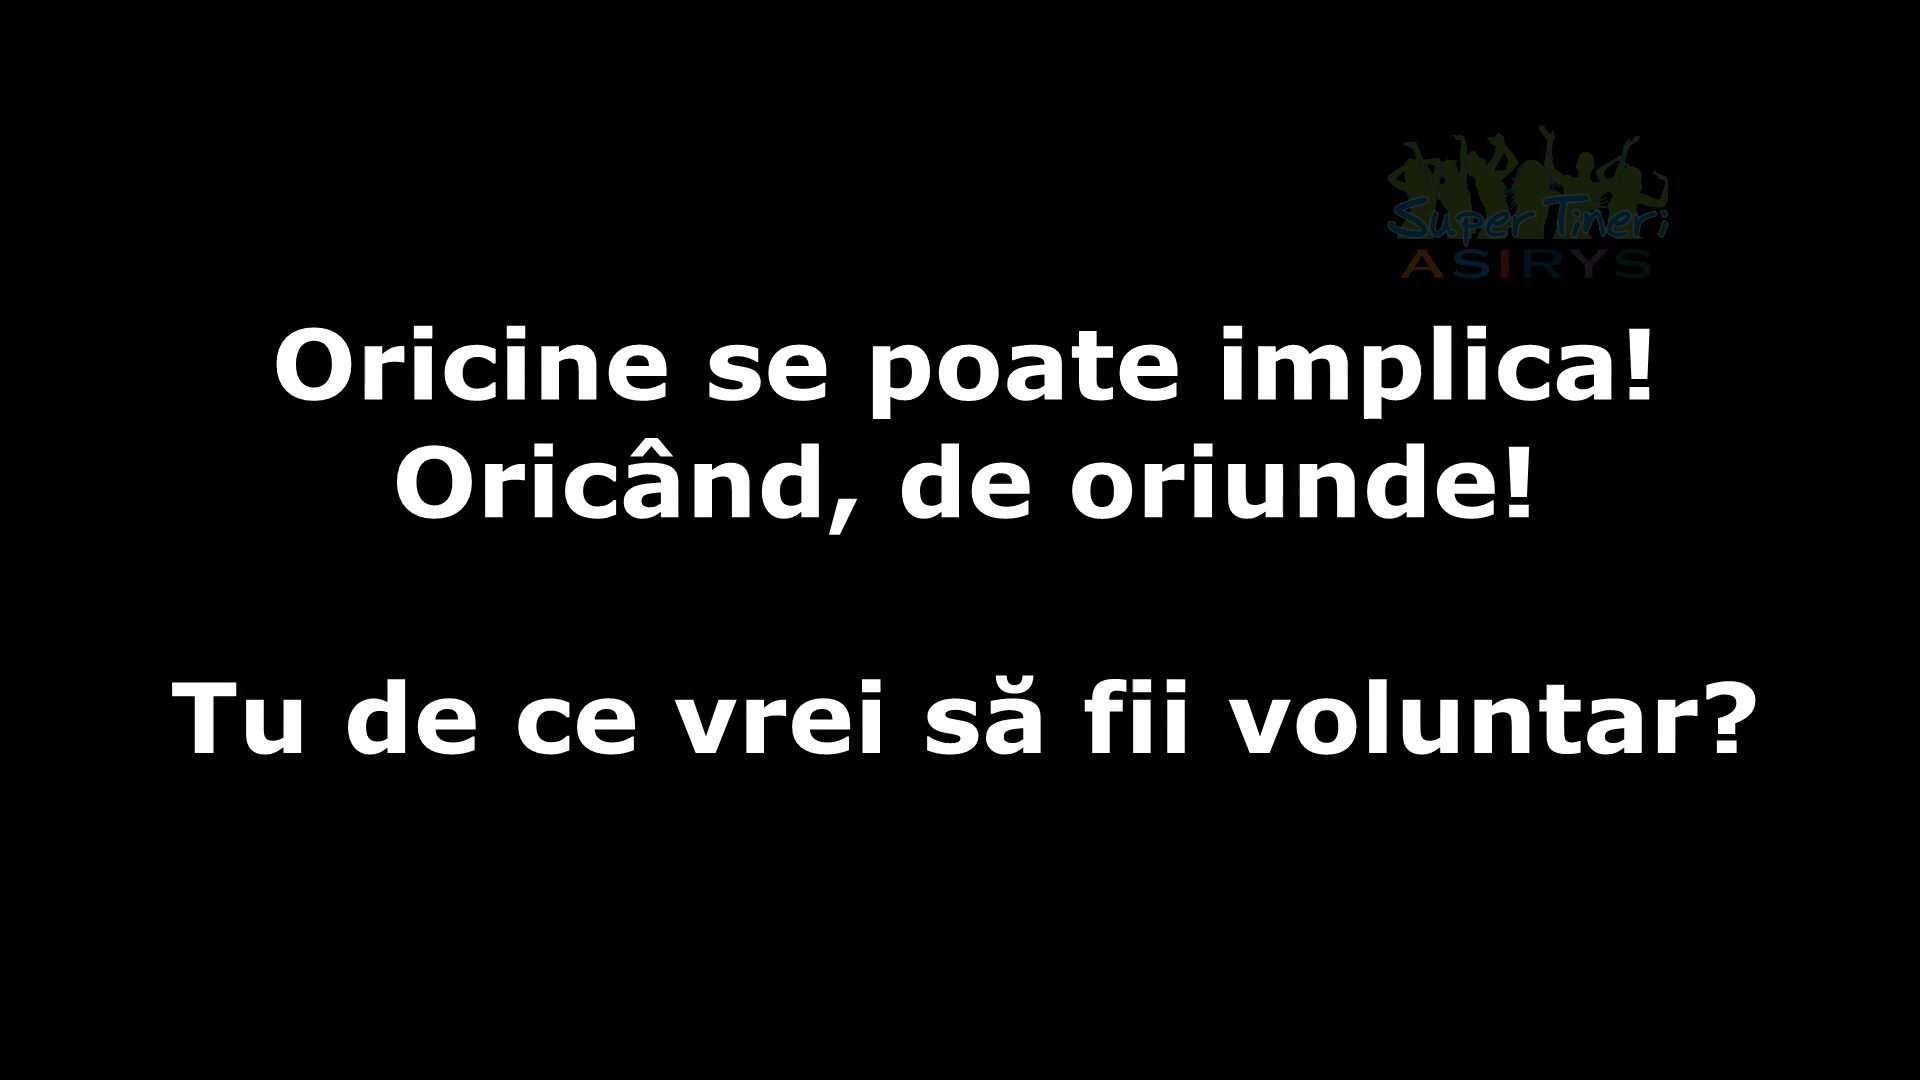 Super Tineri
ASIRYS
Oricine se poate implica!
Oricând, de oriunde!
Tu de ce vrei să fii voluntar?